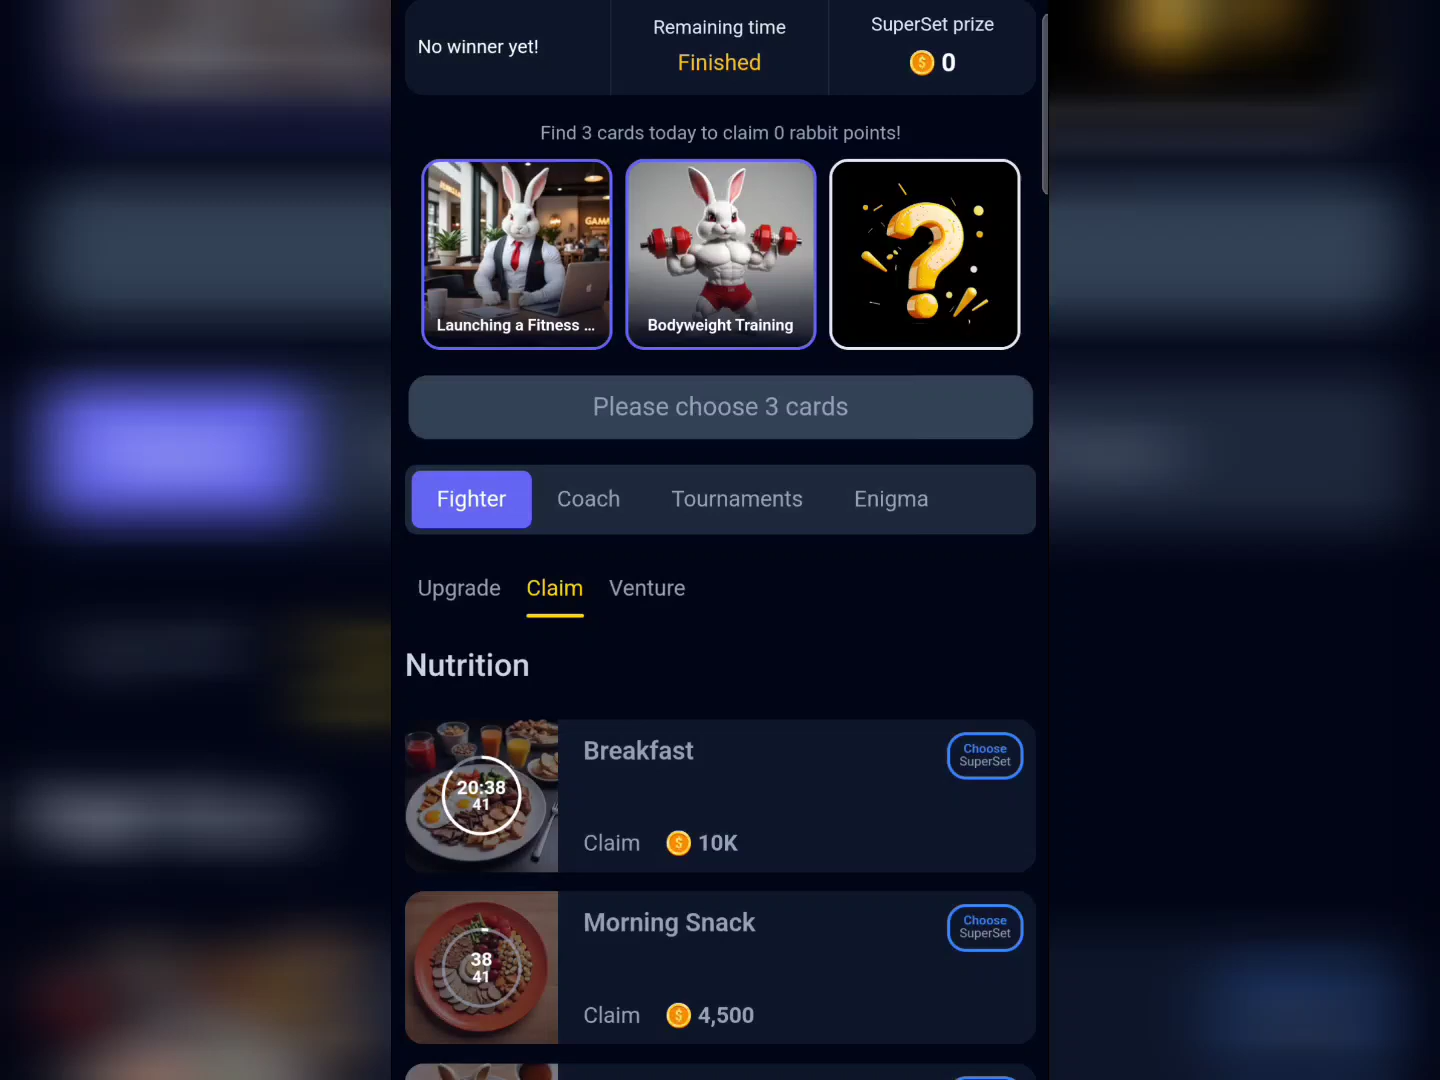 No winner yet!
Remaining time
Finished
SuperSet prize
0
Find 3 cards today to claim 0 rabbit points!
Launching a Fitness ...
Bodyweight Training
Please choose 3 cards
Fighter
Coach
Tournaments
Enigma
Upgrade
Claim
Venture
Nutrition
Breakfast
Choose
SuperSet
20:38
41
Claim
10K
Morning Snack
Choose
SuperSet
38
41
Claim
4,500